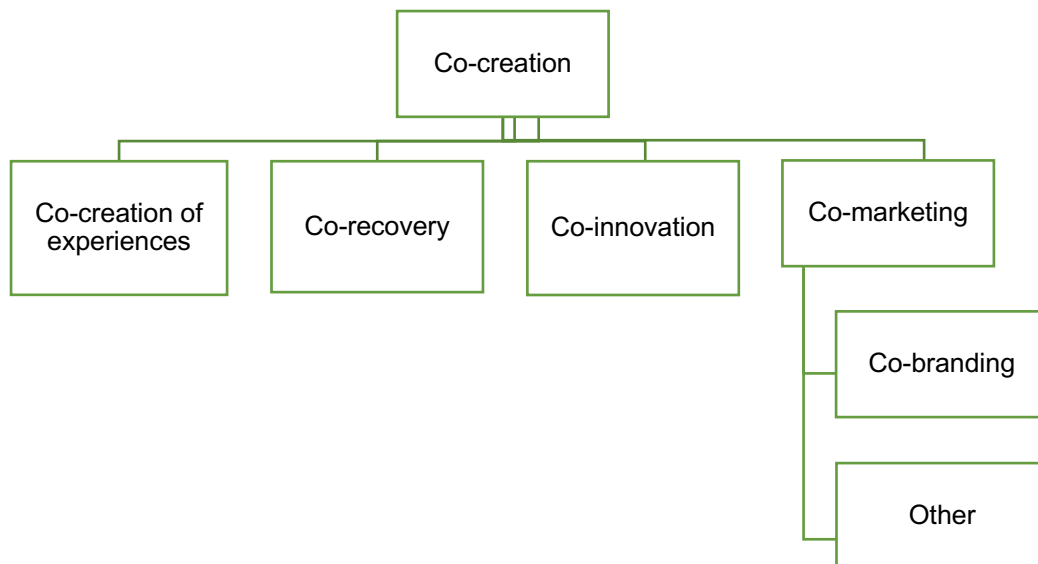 Co-creation
Co-creation of
experiences
Co-recovery
Co-innovation
Co-marketing
Co-branding
Other